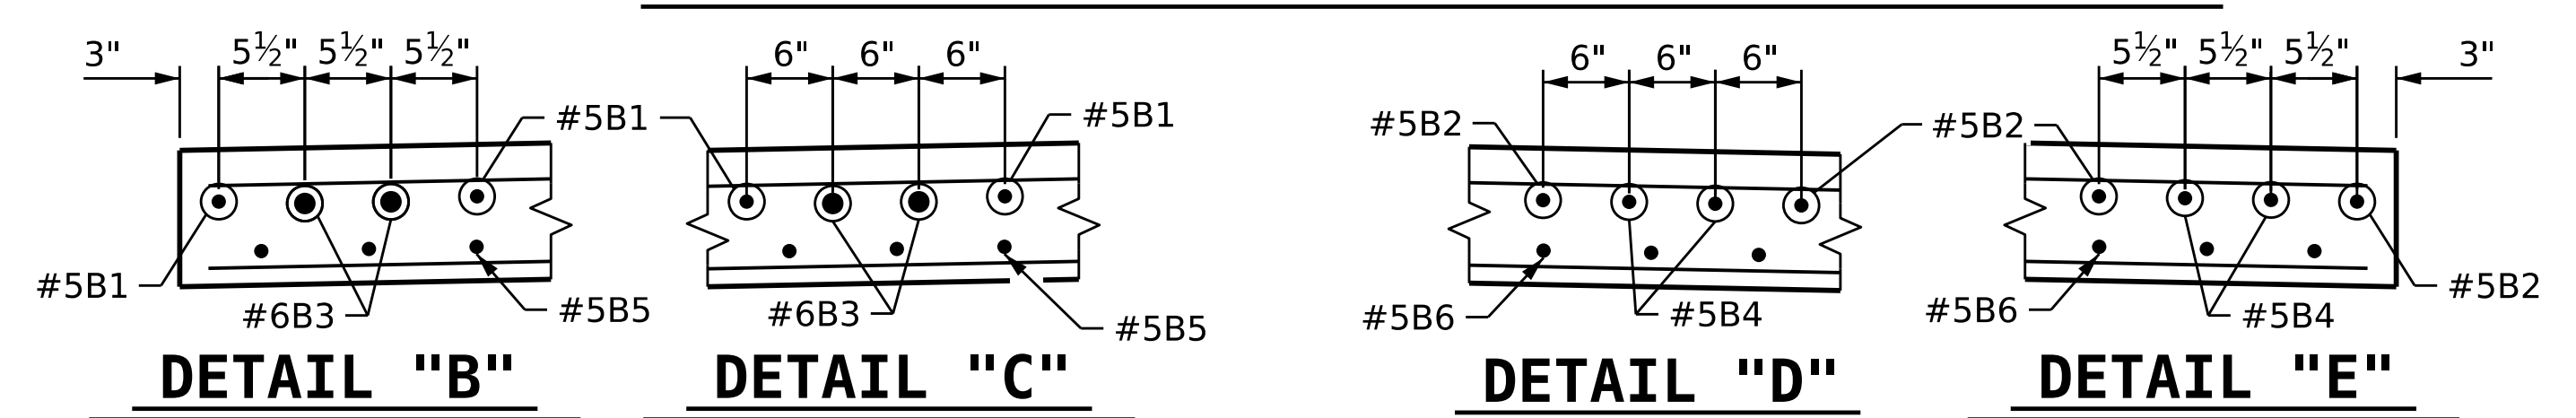 3" 5½" 5½" 5½" 6" 6" 6" 6" 6" 6" 5½" 5½" 5½" 3"
#5B1 #5B1 #5B2 #5B2
#5B1 #6B3 #5B5 #6B3 #5B5 #5B6 #5B4 #5B6 #5B4 #5B2
DETAIL "B" DETAIL "C" DETAIL "D" DETAIL "E"